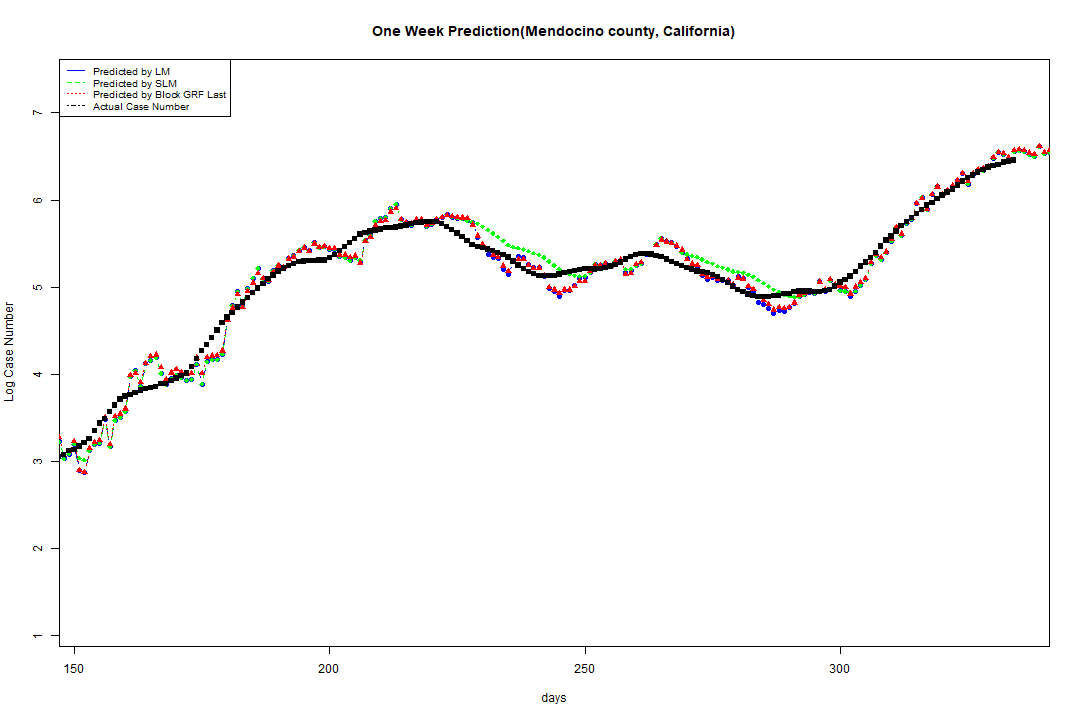 One Week Prediction(Mendocino county, California)
Predicted by LM
Predicted by SLM
Predicted by Block GRF Last
Actual Case Number
7
6
5
4
3
2
1
Log Case Number
150 200 250 300
days